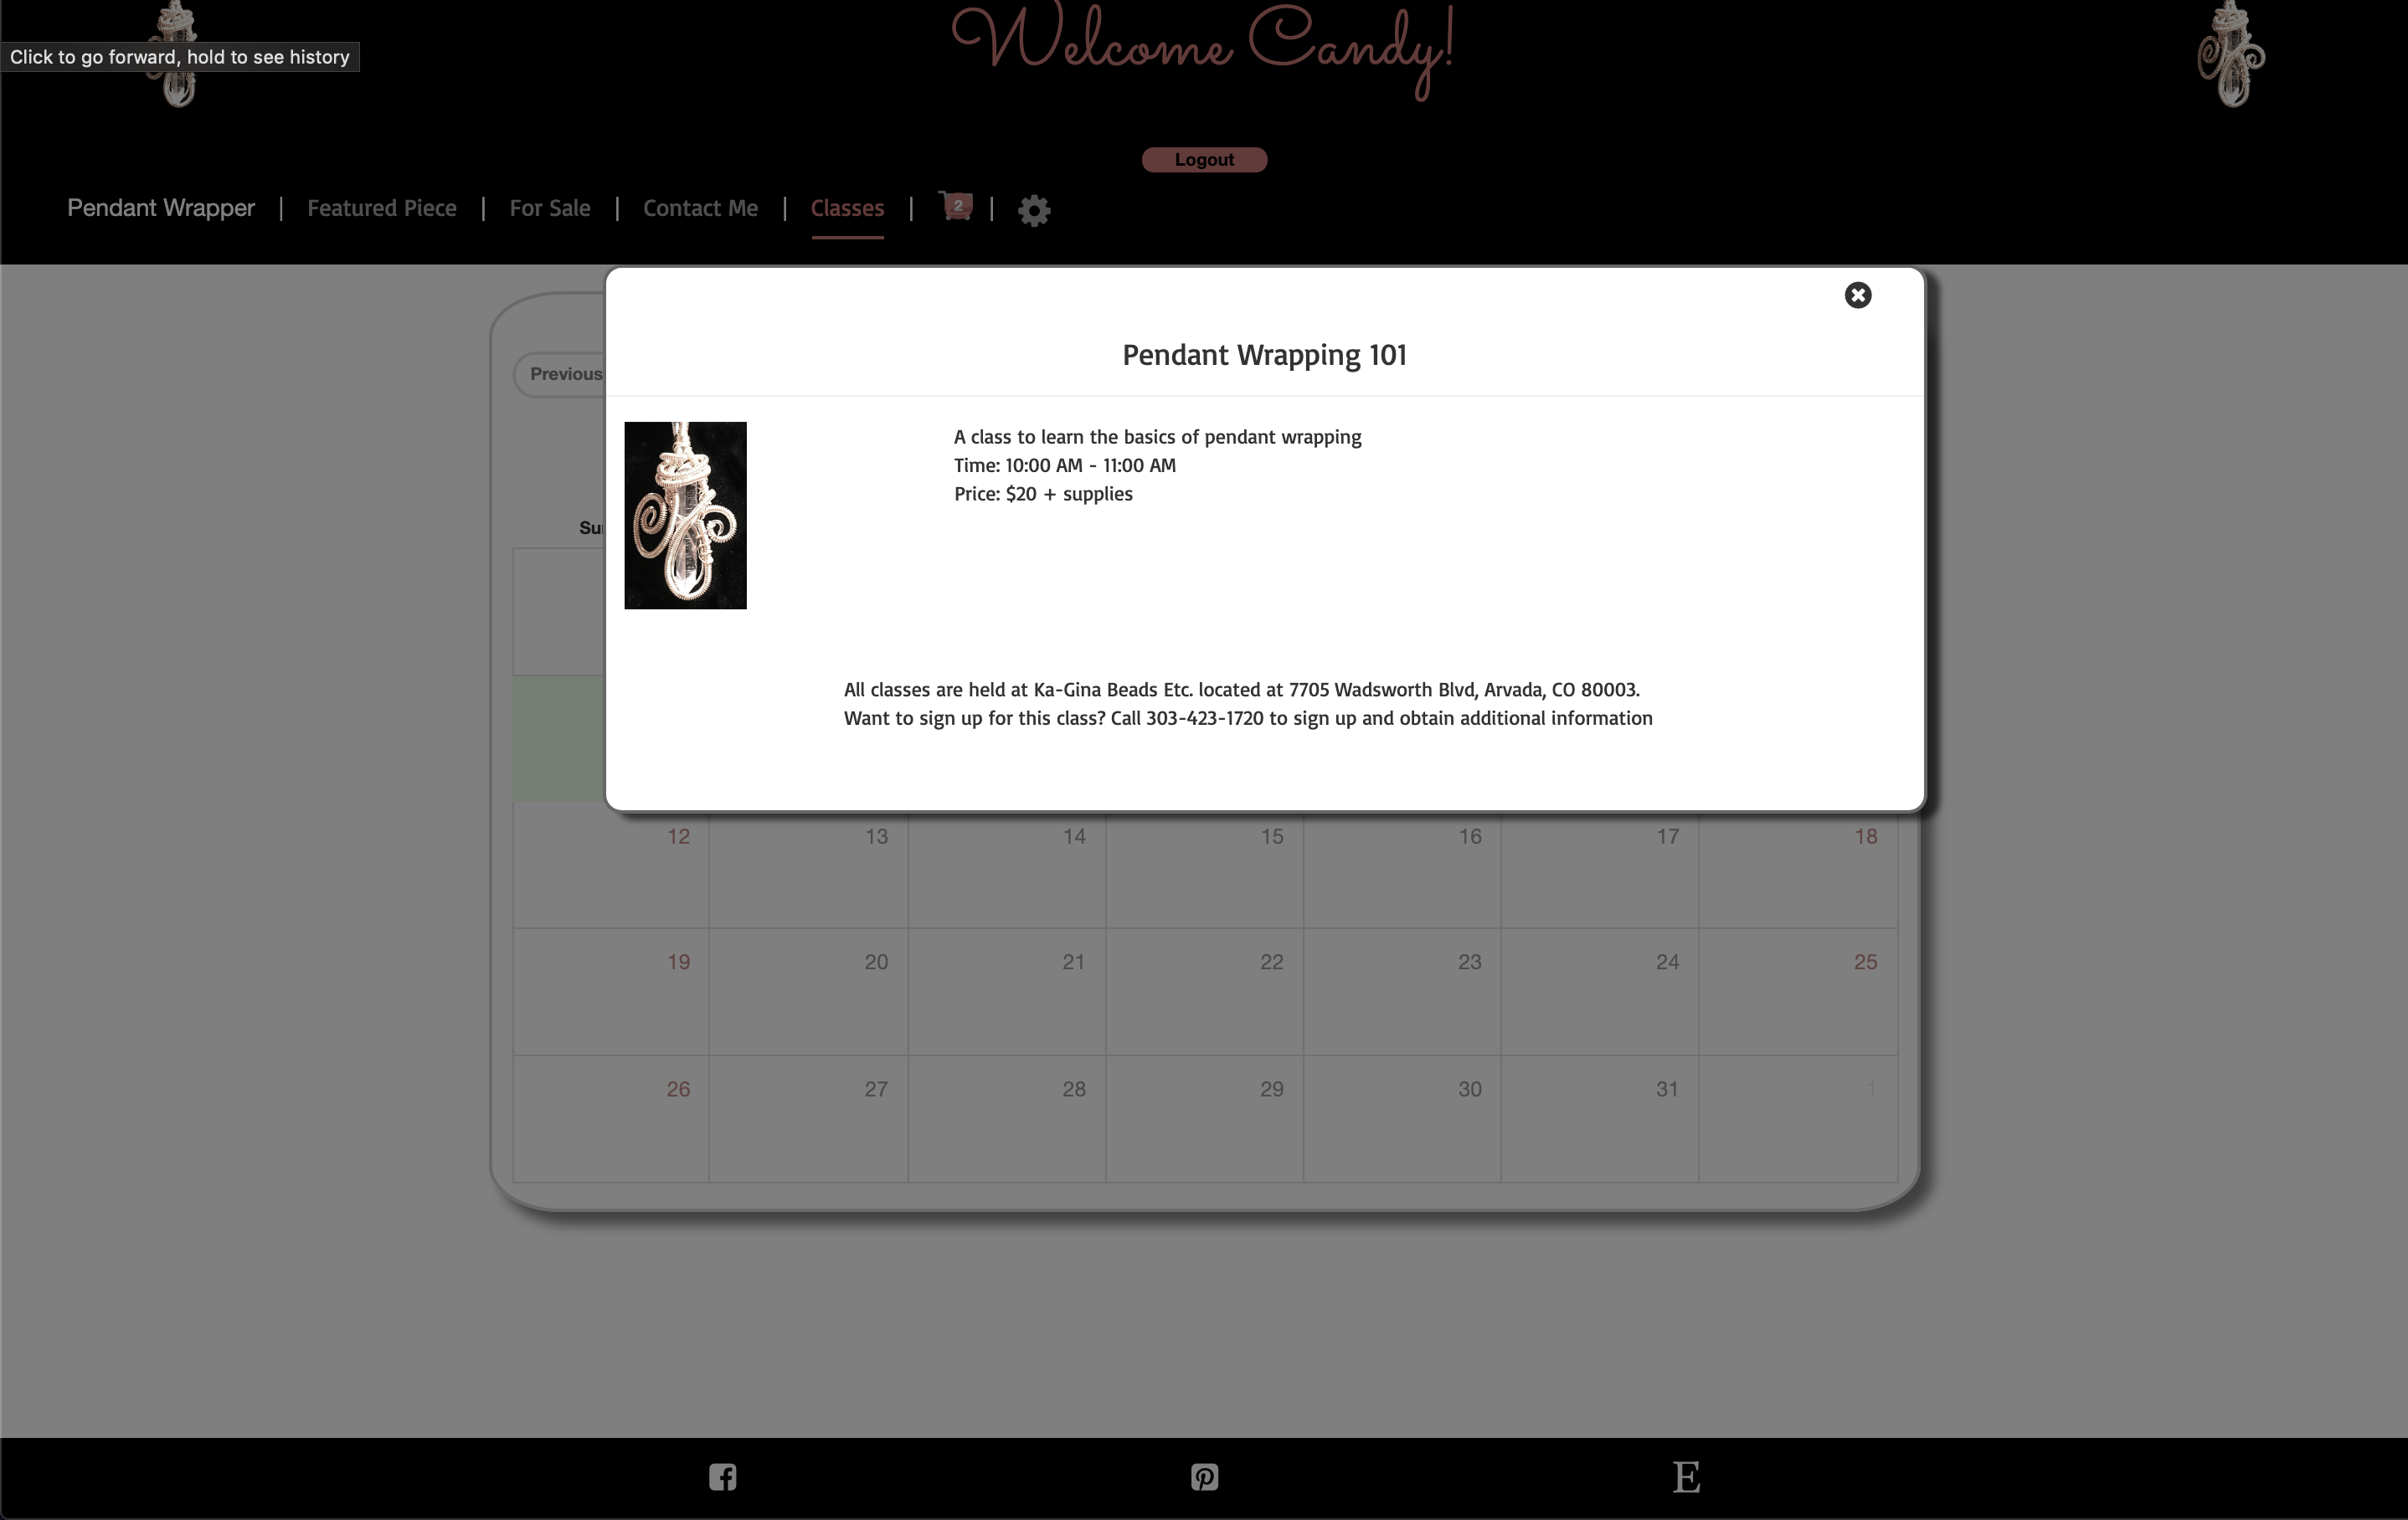 Welcome Candy!
Click to go forward, hold to see history
Logout
Pendant Wrapper | Featured Piece | For Sale | Contact Me | Classes | 2 |
Pendant Wrapping 101
Previous
A class to learn the basics of pendant wrapping
Time: 10:00 AM - 11:00 AM
Price: $20 + supplies
All classes are held at Ka-Gina Beads Etc. located at 7705 Wadsworth Blvd, Arvada, CO 80003.
Want to sign up for this class? Call 303-423-1720 to sign up and obtain additional information
12 13 14 15 16 17 18
19 20 21 22 23 24 25
26 27 28 29 30 31 1
E